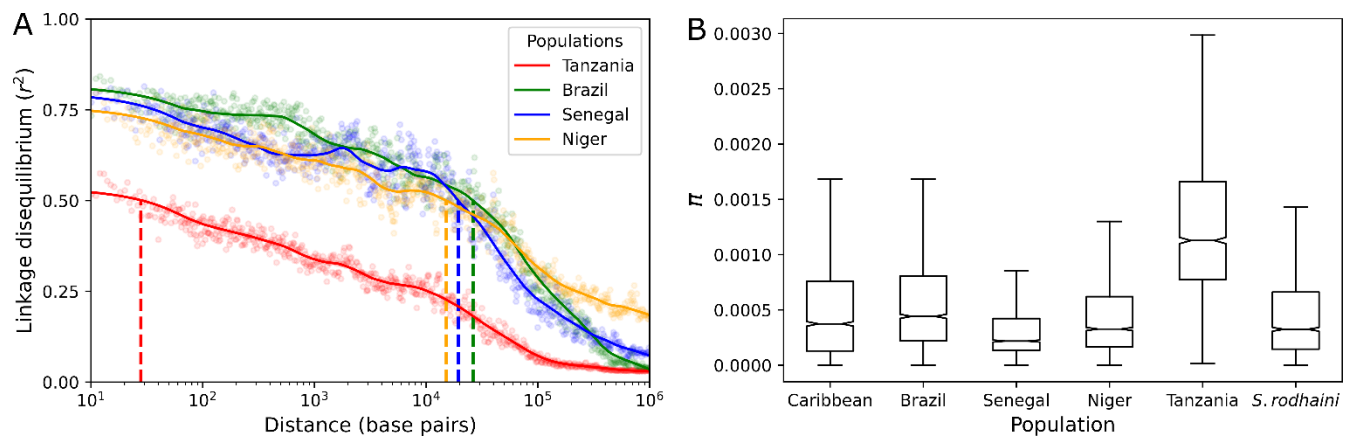 A
Linkage disequilibrium (r²)
1.00
0.75
0.50
0.25
0.00
Populations
Tanzania
Brazil
Senegal
Niger
10¹ 10² 10³ 10⁴ 10⁵ 10⁶
Distance (base pairs)
B
π
0.0030
0.0025
0.0020
0.0015
0.0010
0.0005
0.0000
Caribbean Brazil Senegal Niger Tanzania S. rodhaini
Population